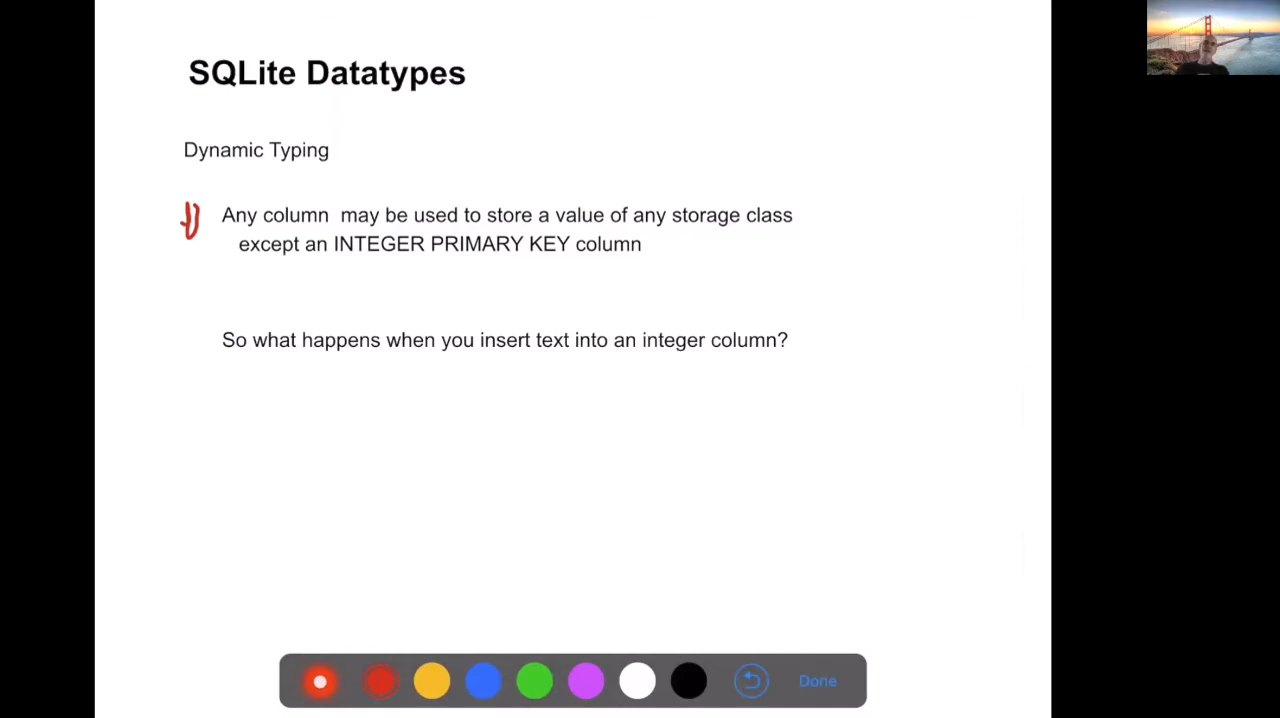 SQLite Datatypes
Dynamic Typing
Any column  may be used to store a value of any storage class
except an INTEGER PRIMARY KEY column
So what happens when you insert text into an integer column?
Done